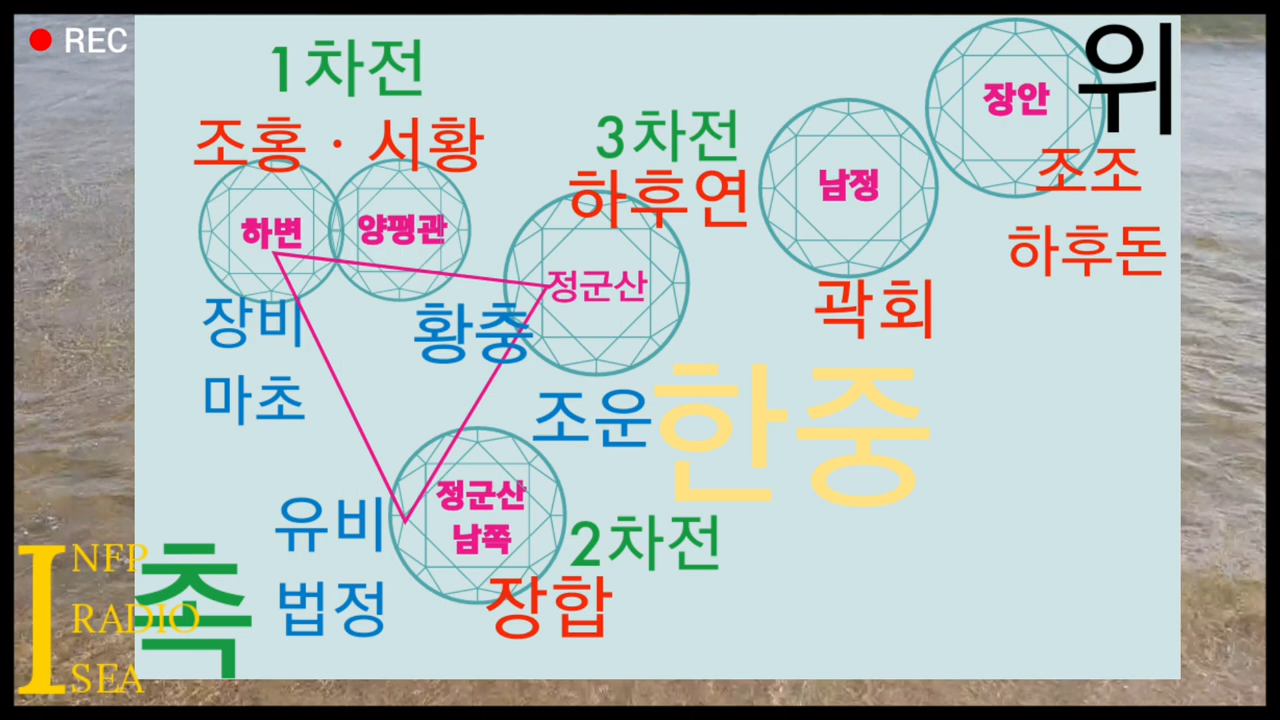 REC
1차전
조홍 · 서황
하변
양평관
장비
마초
3차전
하후연
정군산
황충
조운
남정
곽회
장안
위
조조
하후돈
한중
유비
법정
정군산
남쪽
2차전
장합
촉
INFP
RADIO
SEA